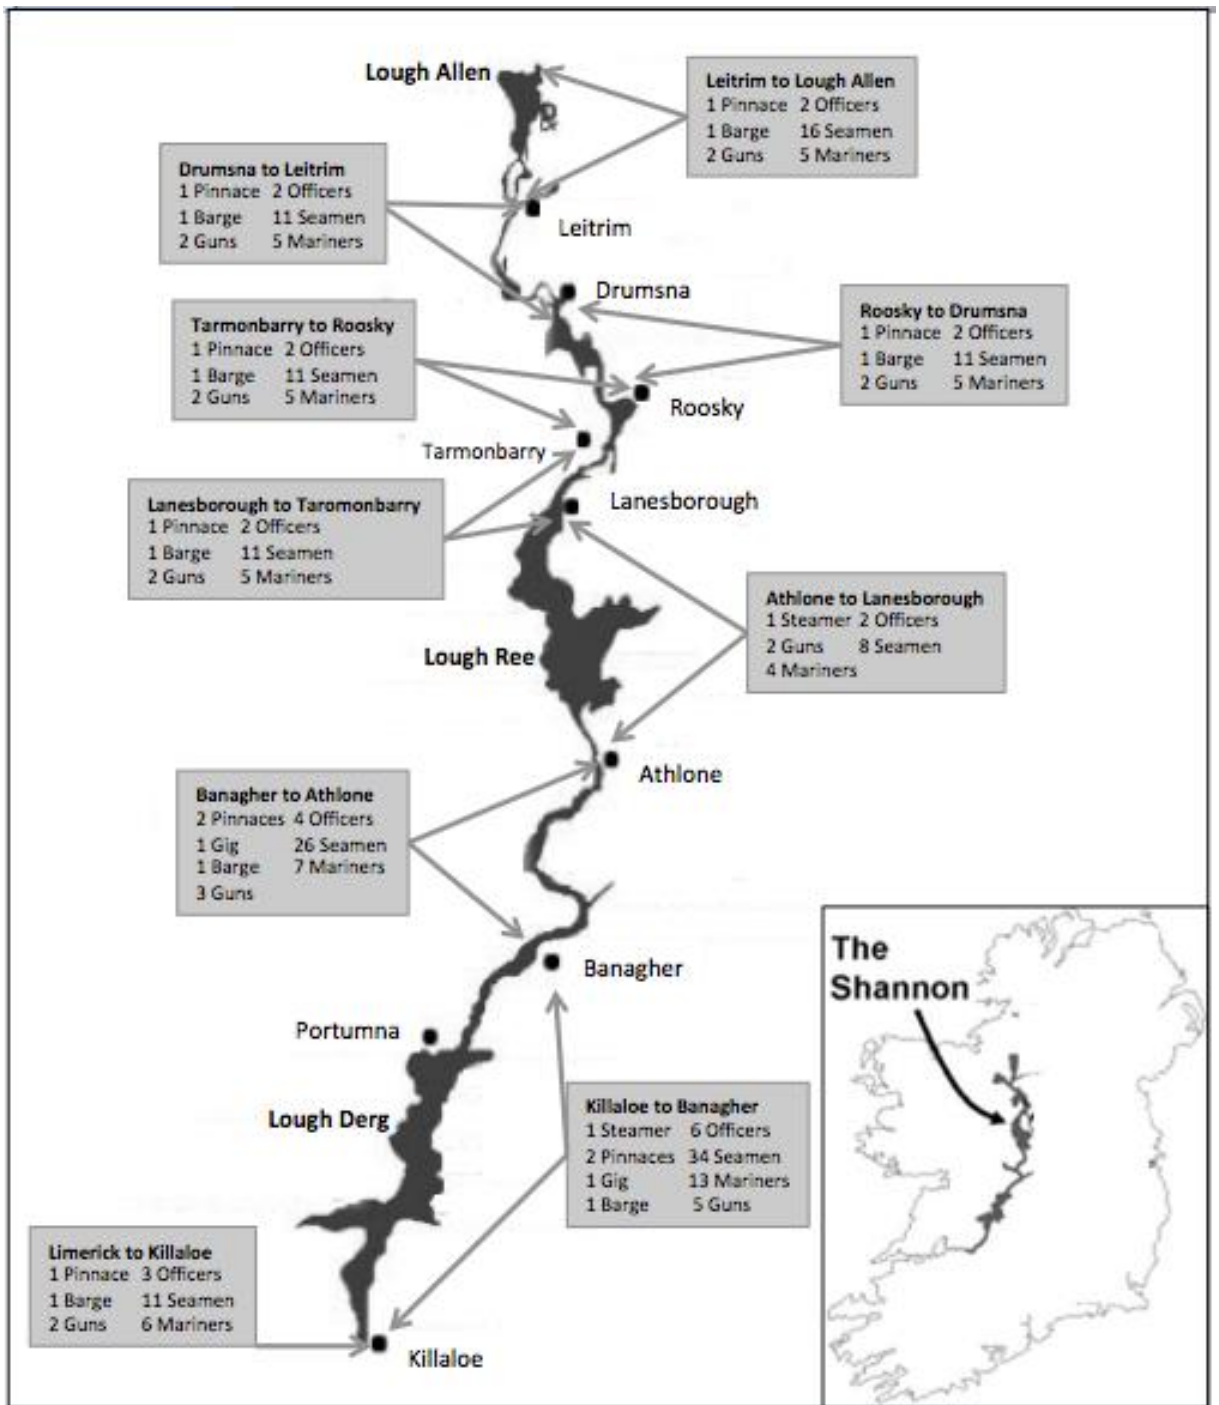 Lough Allen
Leitrim to Lough Allen
1 Pinnace 2 Officers
1 Barge 16 Seamen
2 Guns 5 Mariners
Drumsna to Leitrim
1 Pinnace 2 Officers
1 Barge 11 Seamen
2 Guns 5 Mariners
Leitrim
Drumsna
Tarmonbarry to Roosky
1 Pinnace 2 Officers
1 Barge 11 Seamen
2 Guns 5 Mariners
Roosky to Drumsna
1 Pinnace 2 Officers
1 Barge 11 Seamen
2 Guns 5 Mariners
Roosky
Tarmonbarry
Lanesborough to Taromonbarry
1 Pinnace 2 Officers
1 Barge 11 Seamen
2 Guns 5 Mariners
Lanesborough
Athlone to Lanesborough
1 Steamer 2 Officers
2 Guns 8 Seamen
4 Mariners
Lough Ree
Athlone
Banagher to Athlone
2 Pinnaces 4 Officers
1 Gig 26 Seamen
1 Barge 7 Mariners
3 Guns
Banagher
Portumna
Lough Derg
Killaloe to Banagher
1 Steamer 6 Officers
2 Pinnaces 34 Seamen
1 Gig 13 Mariners
1 Barge 5 Guns
Limerick to Killaloe
1 Pinnace 3 Officers
1 Barge 11 Seamen
2 Guns 6 Mariners
Killaloe
The
Shannon